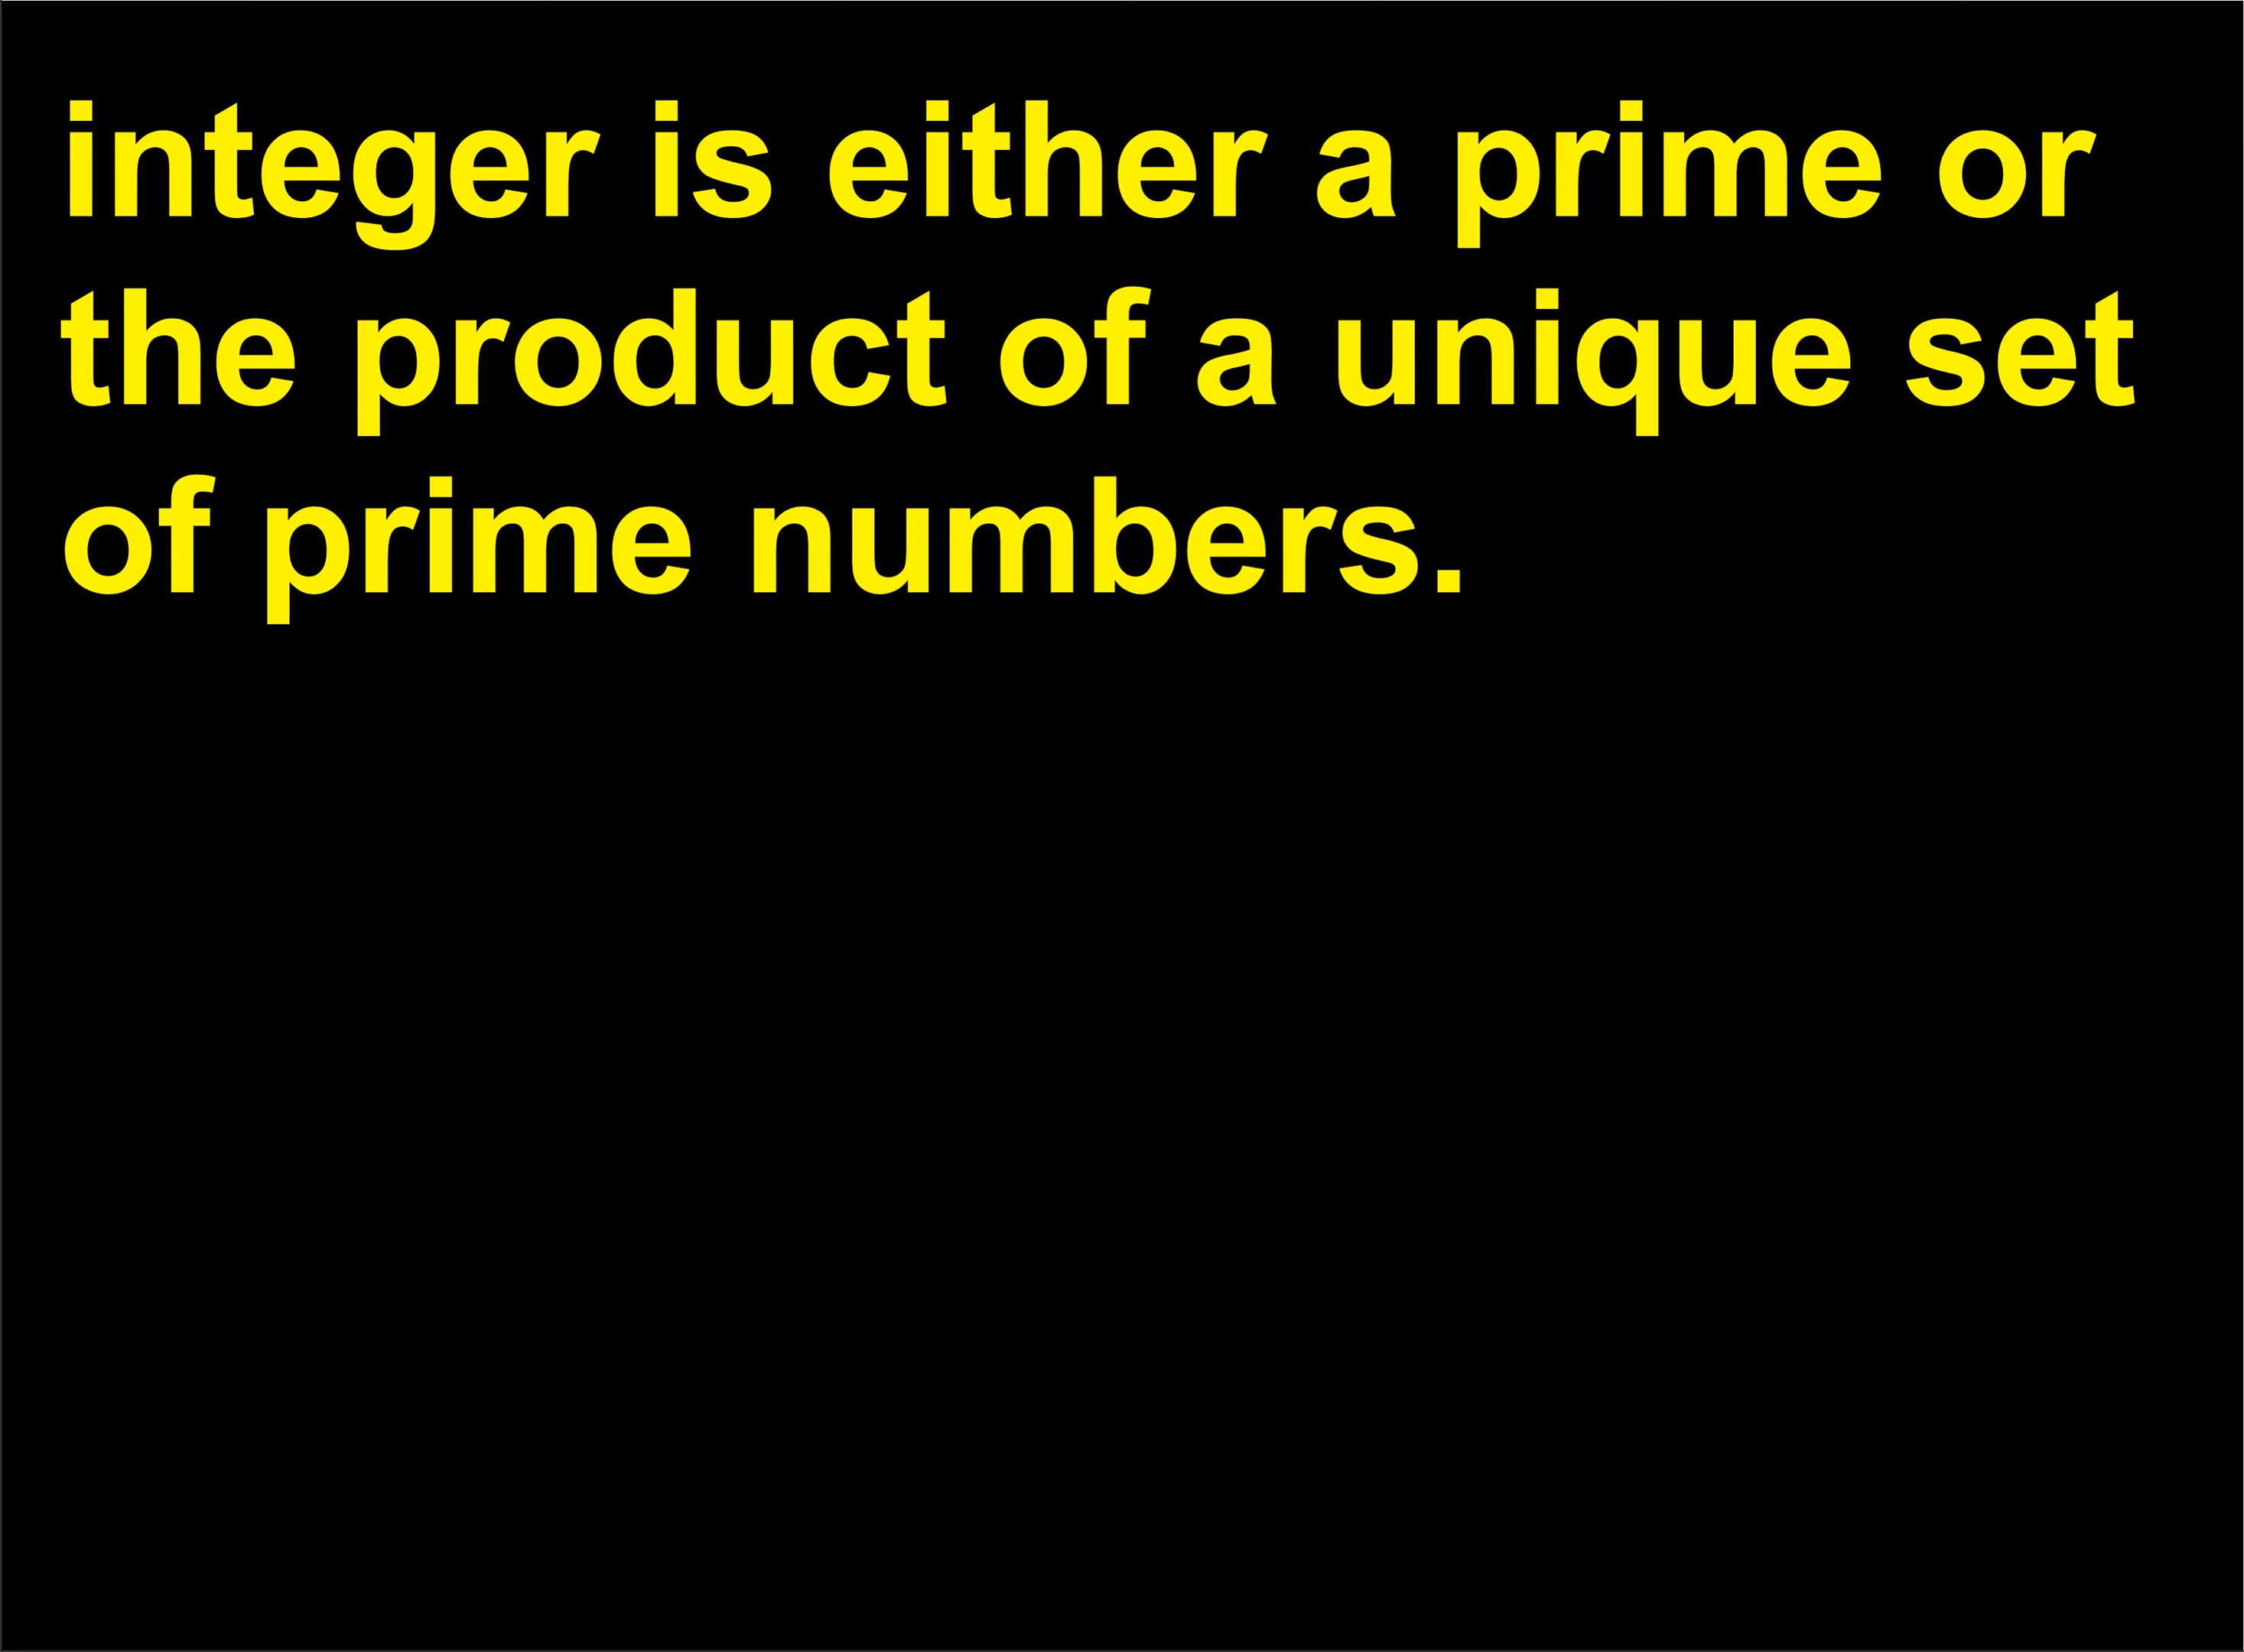 integer is either a prime or
the product of a unique set
of prime numbers.